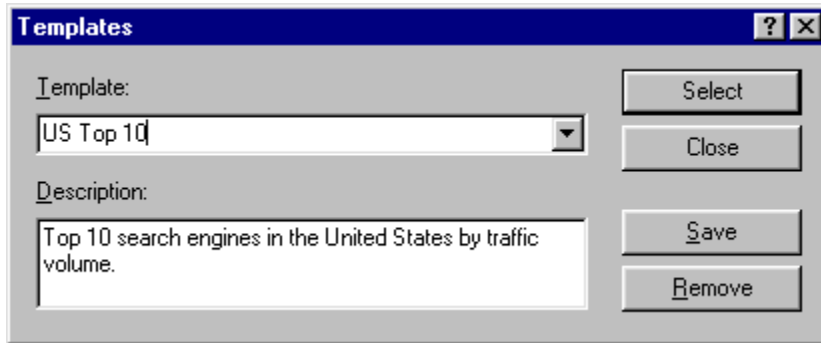 Templates
Template:
US Top 10
Select
Close
Description:
Top 10 search engines in the United States by traffic
volume.
Save
Remove